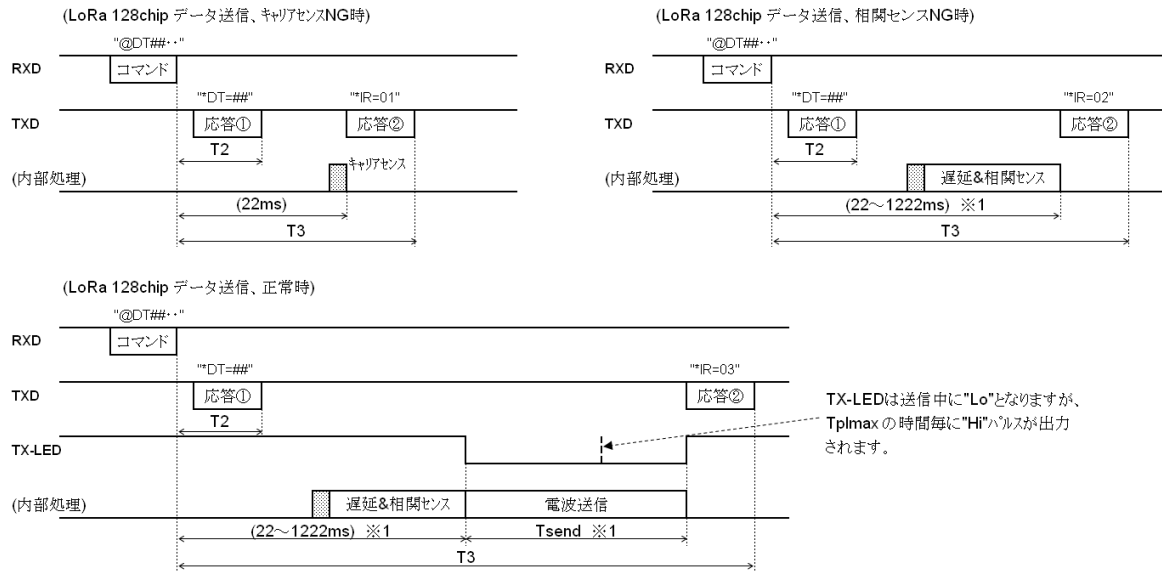 (LoRa 128chip データ送信、ｷｬﾘｱｾﾝｽNG時)
"@DT##‥"
RXD
コマンド
"*DT=##"
"*IR=01"
TXD
応答①
応答②
T2
ｷｬﾘｱｾﾝｽ
(内部処理)
(22ms)
T3
(LoRa 128chip データ送信、相関センスNG時)
"@DT##‥"
RXD
コマンド
"*DT=##"
"*IR=02"
TXD
応答①
応答②
T2
(内部処理)
遅延&相関ｾﾝｽ
(22～1222ms) ※1
T3
(LoRa 128chip データ送信、正常時)
"@DT##‥"
RXD
コマンド
"*DT=##"
"*IR=03"
TXD
応答①
応答②
T2
TX-LED
TX-LEDは送信中に"Lo"となりますが、
Tplmax の時間毎に"Hi"ﾊﾟﾙｽが出力
されます。
(内部処理)
遅延&相関ｾﾝｽ
電波送信
(22～1222ms) ※1
Tsend ※1
T3